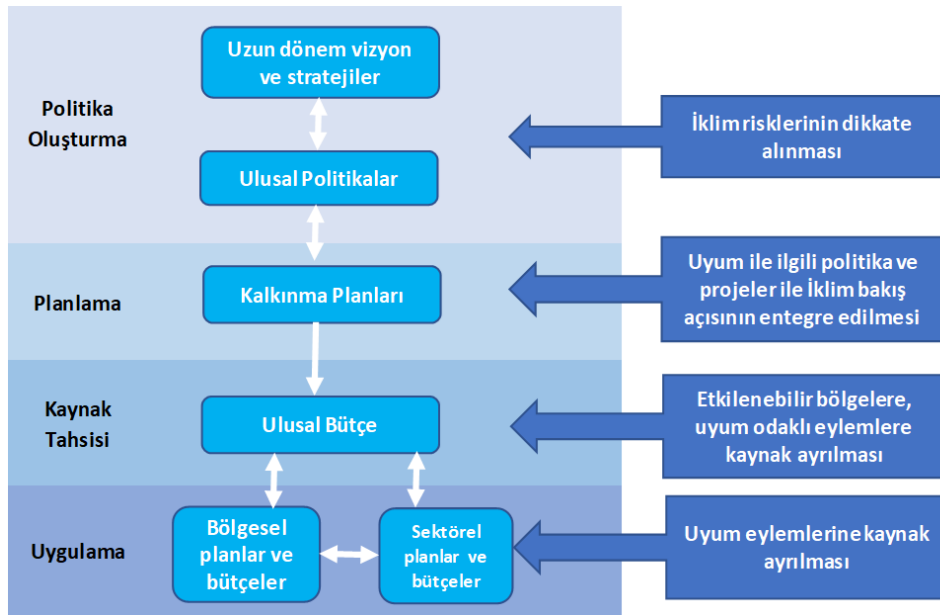 Politika
Oluşturma
Uzun dönem vizyon
ve stratejiler
Ulusal Politikalar
İklim risklerinin dikkate
alınması
Planlama
Kalkınma Planları
Uyum ile ilgili politika ve
projeler ile İklim bakış
açısının entegre edilmesi
Kaynak
Tahsisi
Ulusal Bütçe
Etkilenebilir bölgelere,
uyum odaklı eylemlere
kaynak ayrılması
Uygulama
Bölgesel
planlar ve
bütçeler
Sektörel
planlar ve
bütçeler
Uyum eylemlerine kaynak
ayrılması